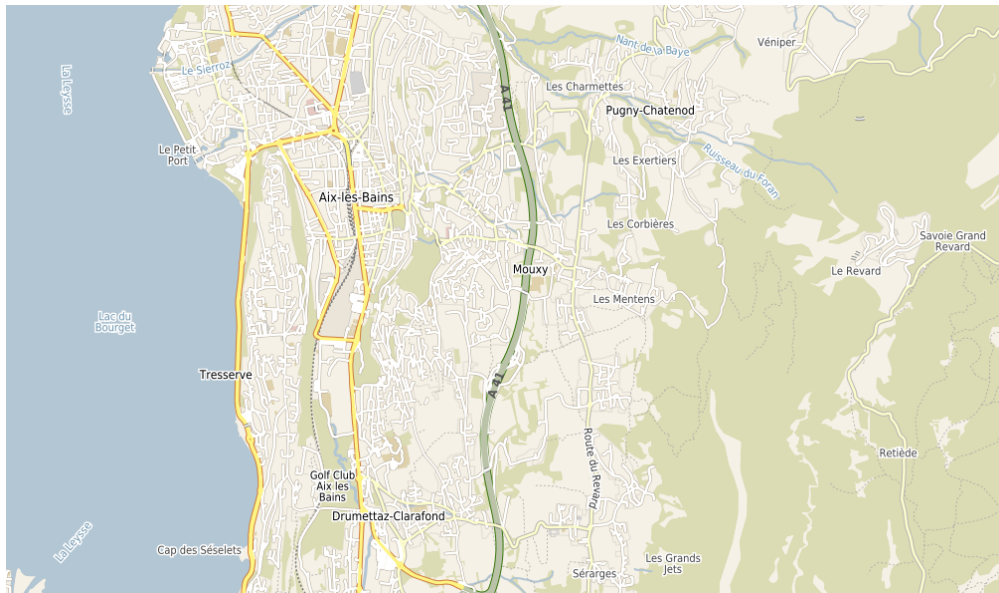 Nant de la Baye
Véniper
Le Sierroz
La Leysse
A 41
Les Charmettes
Pugny-Chatenod
Le Petit
Port
Les Exertiers
Ruisseau du Foran
Aix-les-Bains
Les Corbières
Savoie Grand
Revard
Mouxy
Le Revard
Les Mentens
Lac du
Bourget
Tresserve
A 41
Route du Revard
Retiède
Golf Club
Aix les
Bains
Drumettaz-Clarafond
La Leysse
Cap des Séselets
Les Grands
Jets
Sérarges